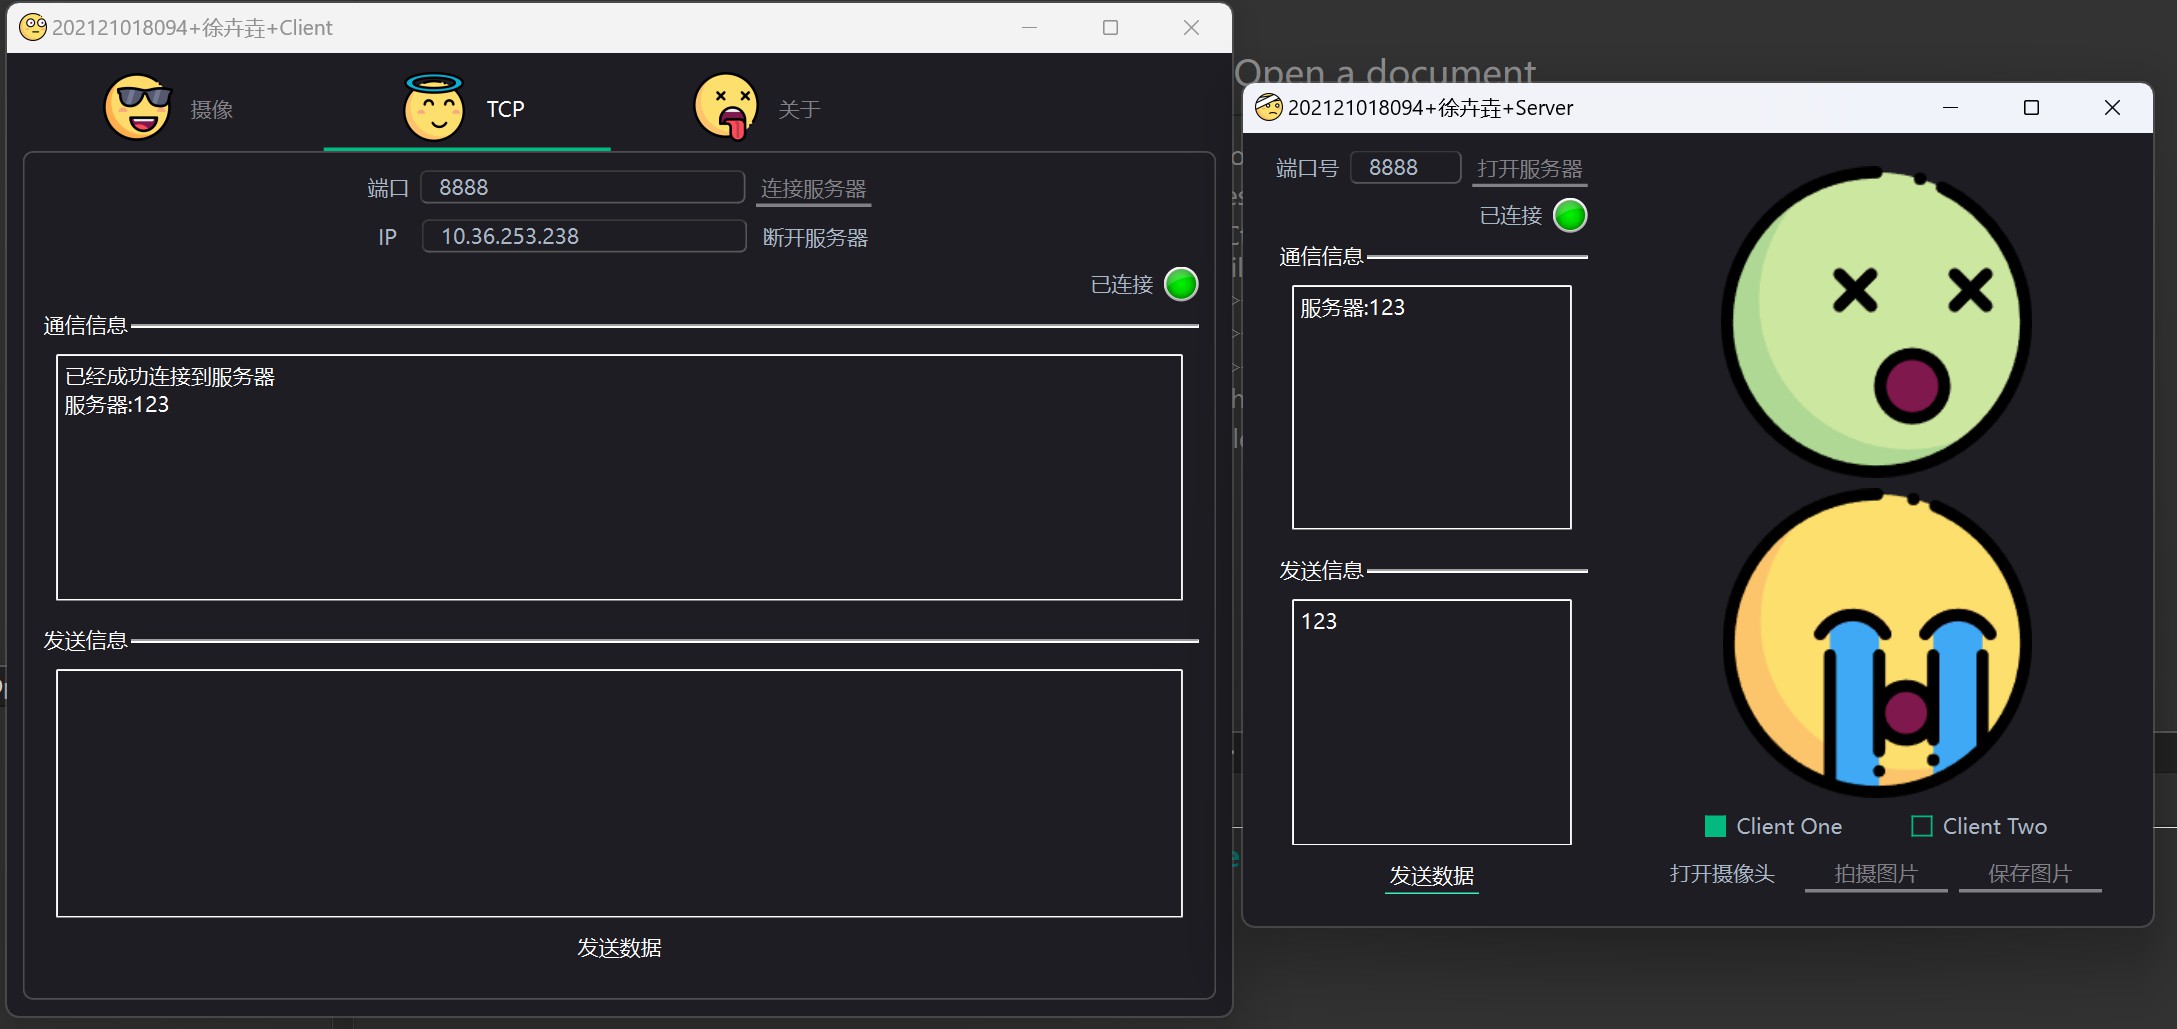 202121018094+徐卉垚+Client
摄像
TCP
关于
端口 8888 连接服务器
IP 10.36.253.238 断开服务器
已连接
通信信息
已经成功连接到服务器
服务器:123
发送信息
发送数据
Open a document
202121018094+徐卉垚+Server
端口号 8888 打开服务器
已连接
通信信息
服务器:123
发送信息
123
发送数据
Client One
Client Two
打开摄像头
拍摄图片
保存图片